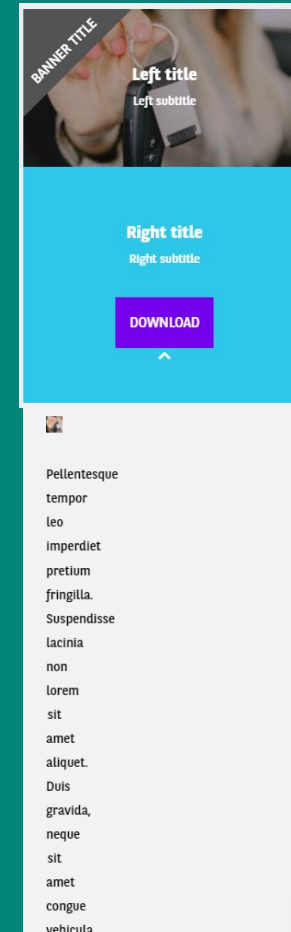 BANNER TITLE
Left title
Left subtitle
Right title
Right subtitle
DOWNLOAD
Pellentesque
tempor
leo
imperdiet
pretium
fringilla.
Suspendisse
lacinia
non
lorem
sit
amet
aliquet.
Duis
gravida,
neque
sit
amet
congue
vehicula